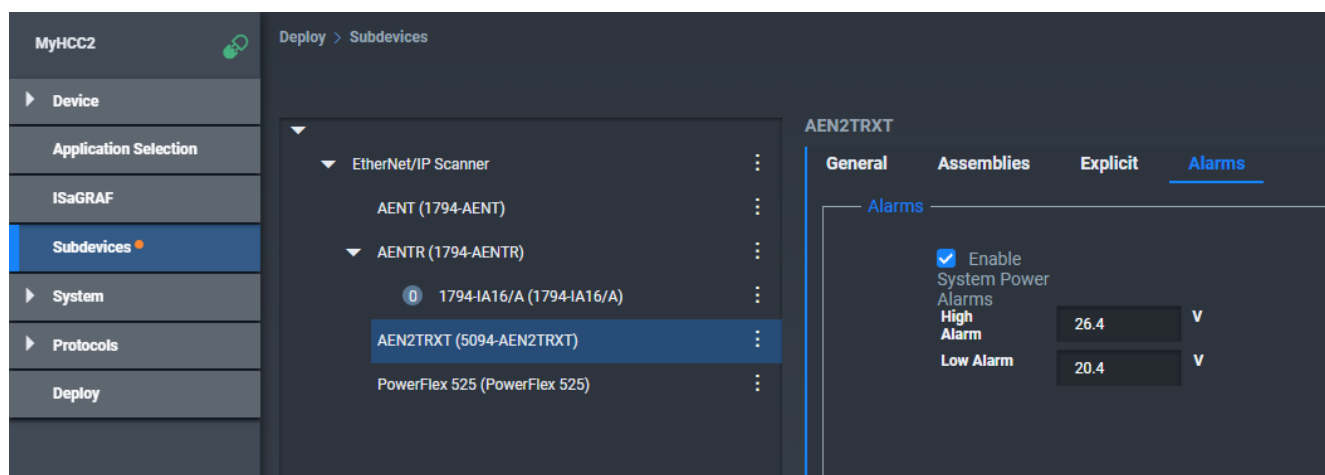 MyHCC2
Deploy > Subdevices
Device
Application Selection
ISaGRAF
Subdevices
System
Protocols
Deploy
EtherNet/IP Scanner
AENT (1794-AENT)
AENTR (1794-AENTR)
0 1794-IA16/A (1794-IA16/A)
AEN2TRXT (5094-AEN2TRXT)
PowerFlex 525 (PowerFlex 525)
AEN2TRXT
General Assemblies Explicit Alarms
Alarms
Enable
System Power
Alarms
High
Alarm 26.4 V
Low Alarm 20.4 V